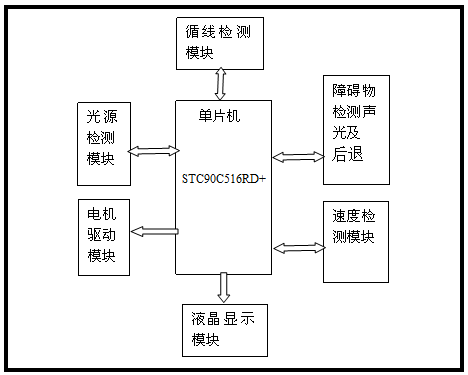 循线检测
模块
光源
检测
模块
单片机
STC90C516RD+
障碍物
检测声
光及
后退
电机
驱动
模块
速度检
测模块
液晶显示
模块